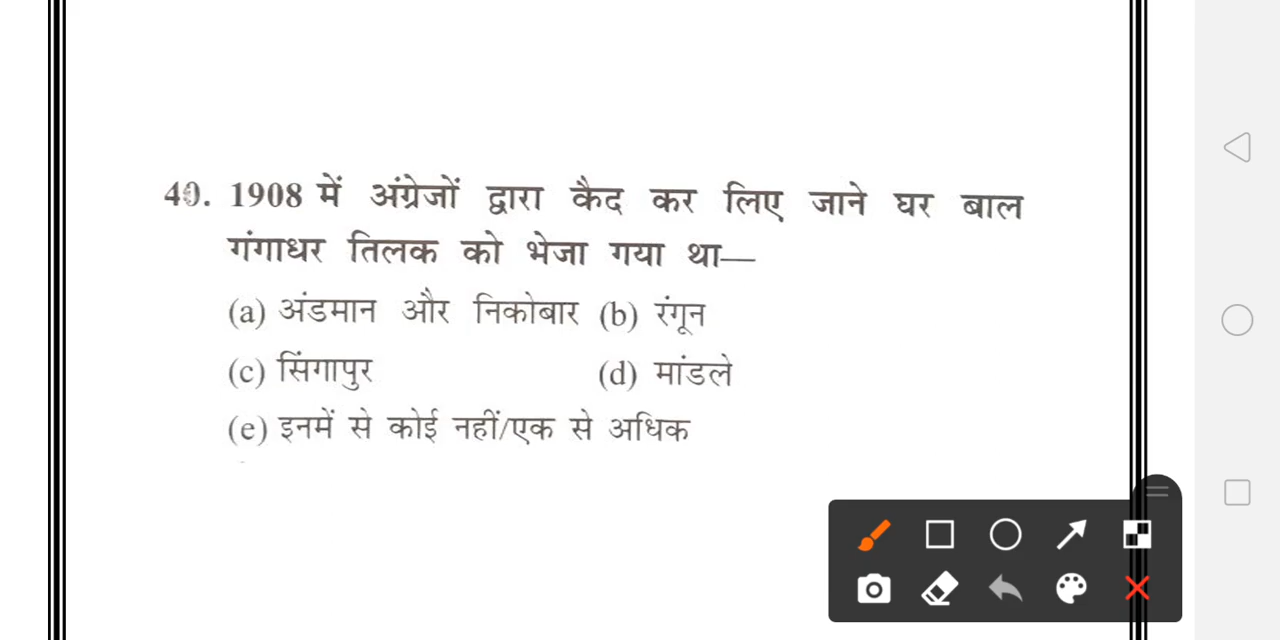 40. 1908 में अंग्रेजों द्वारा कैद कर लिए जाने घर बाल
गंगाधर तिलक को भेजा गया था—
(a) अंडमान और निकोबार (b) रंगून
(c) सिंगापुर (d) मांडले
(e) इनमें से कोई नहीं/एक से अधिक